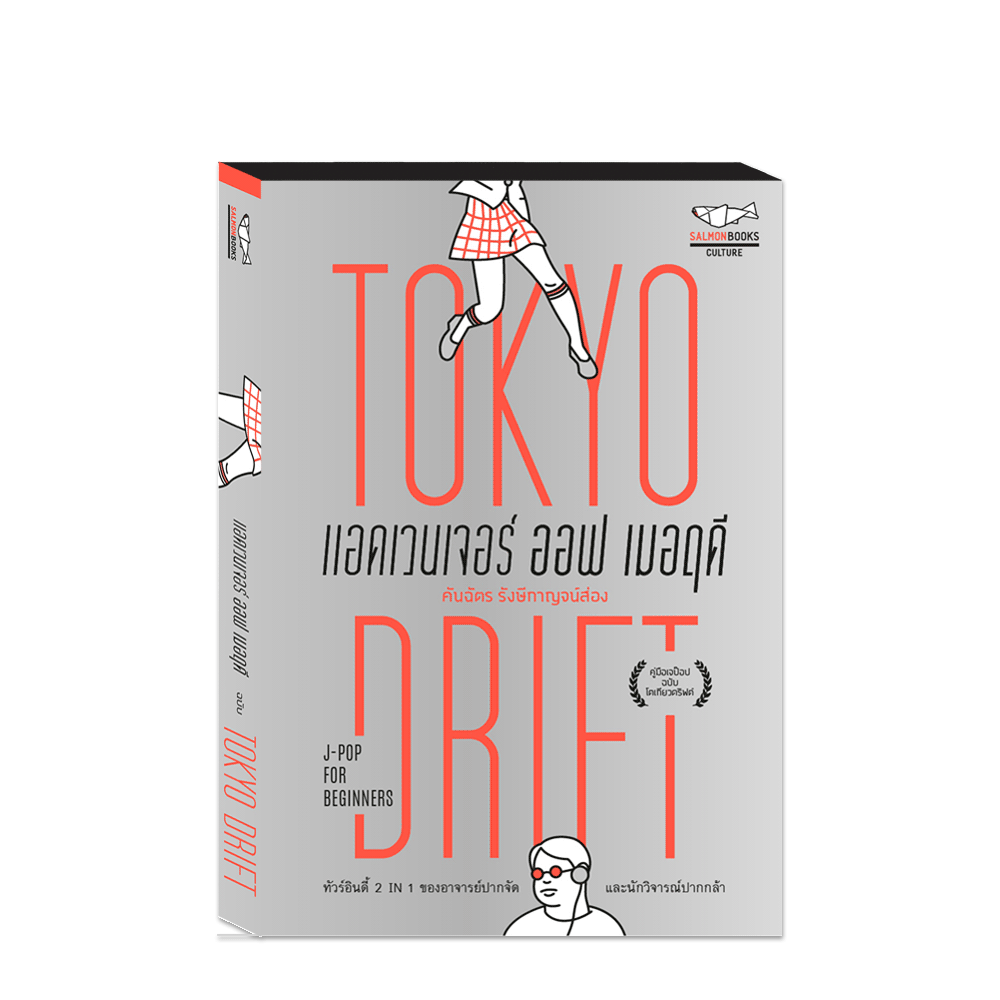 SALMONBOOKS
CULTURE
TOKYO
แอดเวนเจอร์ ออฟ เมอฤดี
คันฉัตร รังษีกาญจน์ส่อง
DRIFT
คู่มือเจป๊อป
ฉบับ
โตเกียวดริฟต์
J-POP
FOR
BEGINNERS
ทัวร์อินดี้ 2 IN 1 ของอาจารย์ปากจัด และนักวิจารณ์ปากกล้า
SALMONBOOKS
CULTURE
แอดเวนเจอร์ ออฟ เมอฤดี ฉบับ TOKYO DRIFT